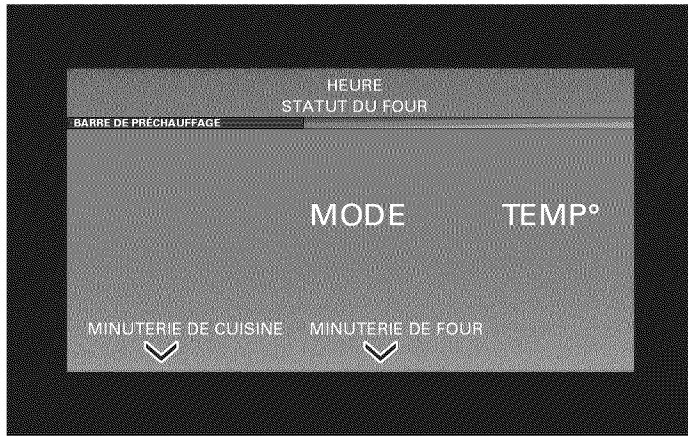 HEURE
STATUT DU FOUR
BARRE DE PRÉCHAUFFAGE
MODE TEMP°
MINUTERIE DE CUISINE MINUTERIE DE FOUR